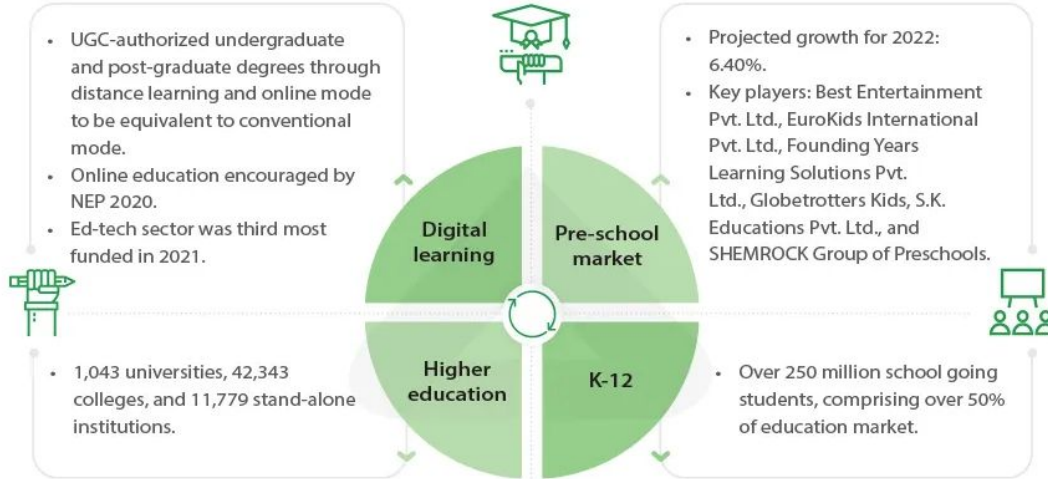 • UGC-authorized undergraduate
and post-graduate degrees through
distance learning and online mode
to be equivalent to conventional
mode.
• Online education encouraged by
NEP 2020.
• Ed-tech sector was third most
funded in 2021.
• Projected growth for 2022:
6.40%.
• Key players: Best Entertainment
Pvt. Ltd., EuroKids International
Pvt. Ltd., Founding Years
Learning Solutions Pvt.
Ltd., Globetrotters Kids, S.K.
Educations Pvt. Ltd., and
SHEMROCK Group of Preschools.
Digital
learning
Pre-school
market
Higher
education
K-12
• 1,043 universities, 42,343
colleges, and 11,779 stand-alone
institutions.
• Over 250 million school going
students, comprising over 50%
of education market.